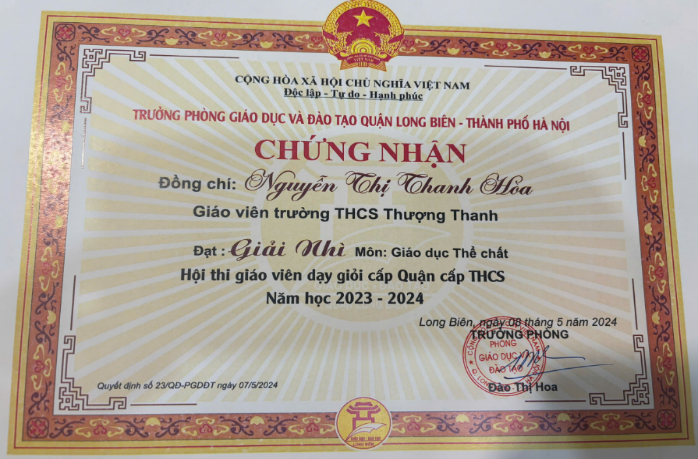 CỘNG HÒA XÃ HỘI CHỦ NGHĨA VIỆT NAM
Độc lập - Tự do - Hạnh phúc
TRƯỞNG PHÒNG GIÁO DỤC VÀ ĐÀO TẠO QUẬN LONG BIÊN - THÀNH PHỐ HÀ NỘI
CHỨNG NHẬN
Đồng chí: Nguyễn Thị Thanh Hòa
Giáo viên trường THCS Thượng Thanh
Đạt : Giải Nhì Môn: Giáo dục Thể chất
Hội thi giáo viên dạy giỏi cấp Quận cấp THCS
Năm học 2023 - 2024
Long Biên, ngày 08 tháng 5 năm 2024
TRƯỞNG PHÒNG
PHÒNG
GIÁO DỤC VÀ
ĐÀO TẠO
Đào Thị Hoa
Quyết định số 23/QĐ-PGDĐT ngày 07/5/2024